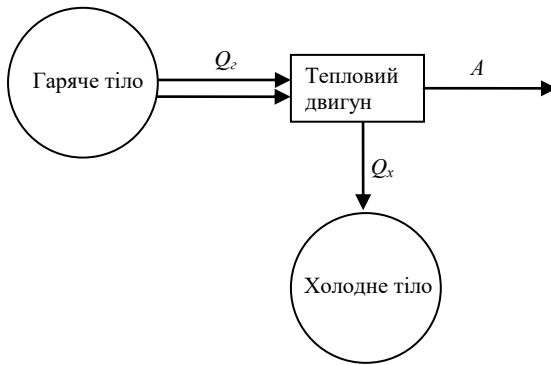 Гаряче тіло
Qг
Тепловий
двигун
A
Qх
Холодне тіло